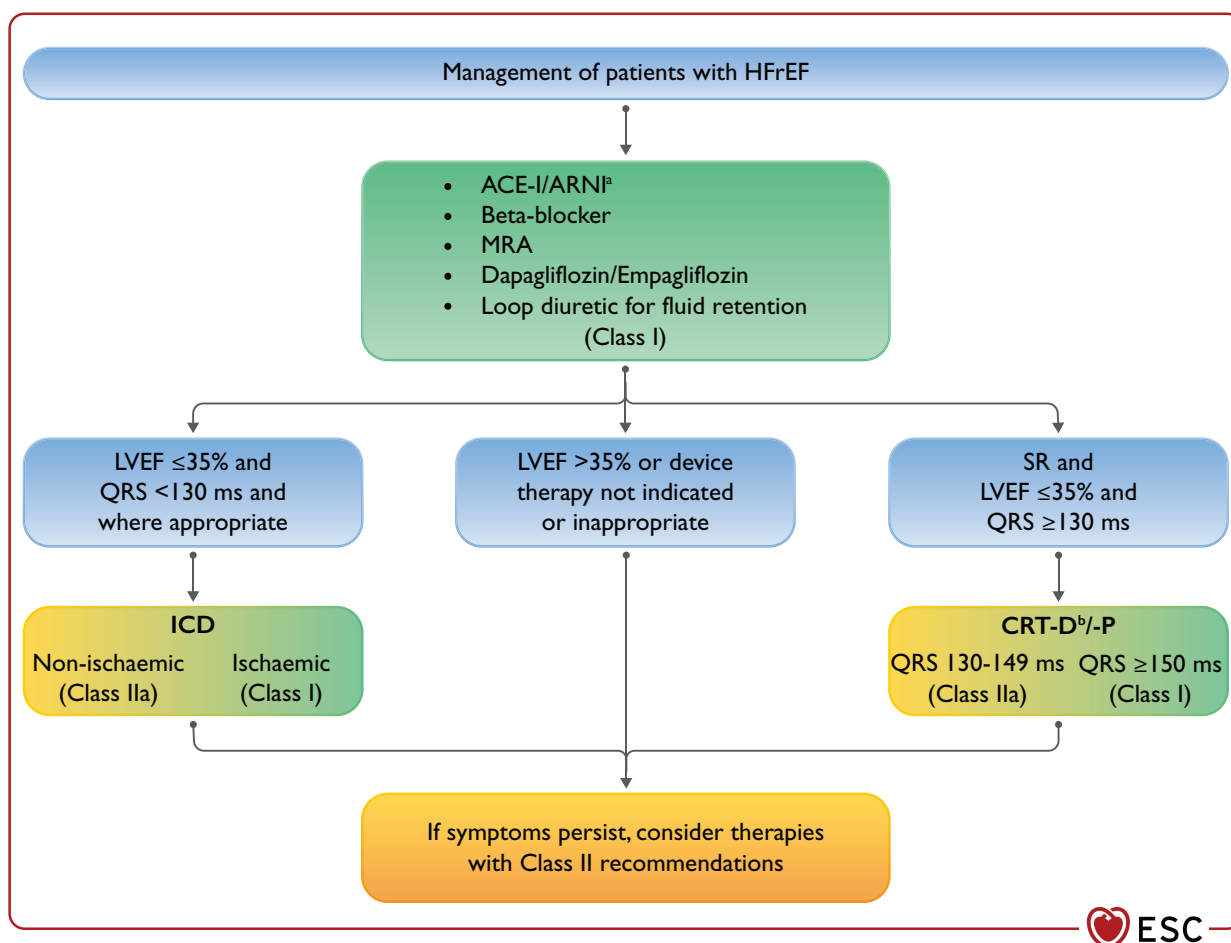 Management of patients with HFrEF
• ACE-I/ARNIᵃ
• Beta-blocker
• MRA
• Dapagliflozin/Empagliflozin
• Loop diuretic for fluid retention
(Class I)
LVEF ≤35% and
QRS <130 ms and
where appropriate
LVEF >35% or device
therapy not indicated
or inappropriate
SR and
LVEF ≤35% and
QRS ≥130 ms
ICD
Non-ischaemic
(Class IIa)
Ischaemic
(Class I)
CRT-Dᵇ/-P
QRS 130-149 ms
(Class IIa)
QRS ≥150 ms
(Class I)
If symptoms persist, consider therapies
with Class II recommendations
ESC